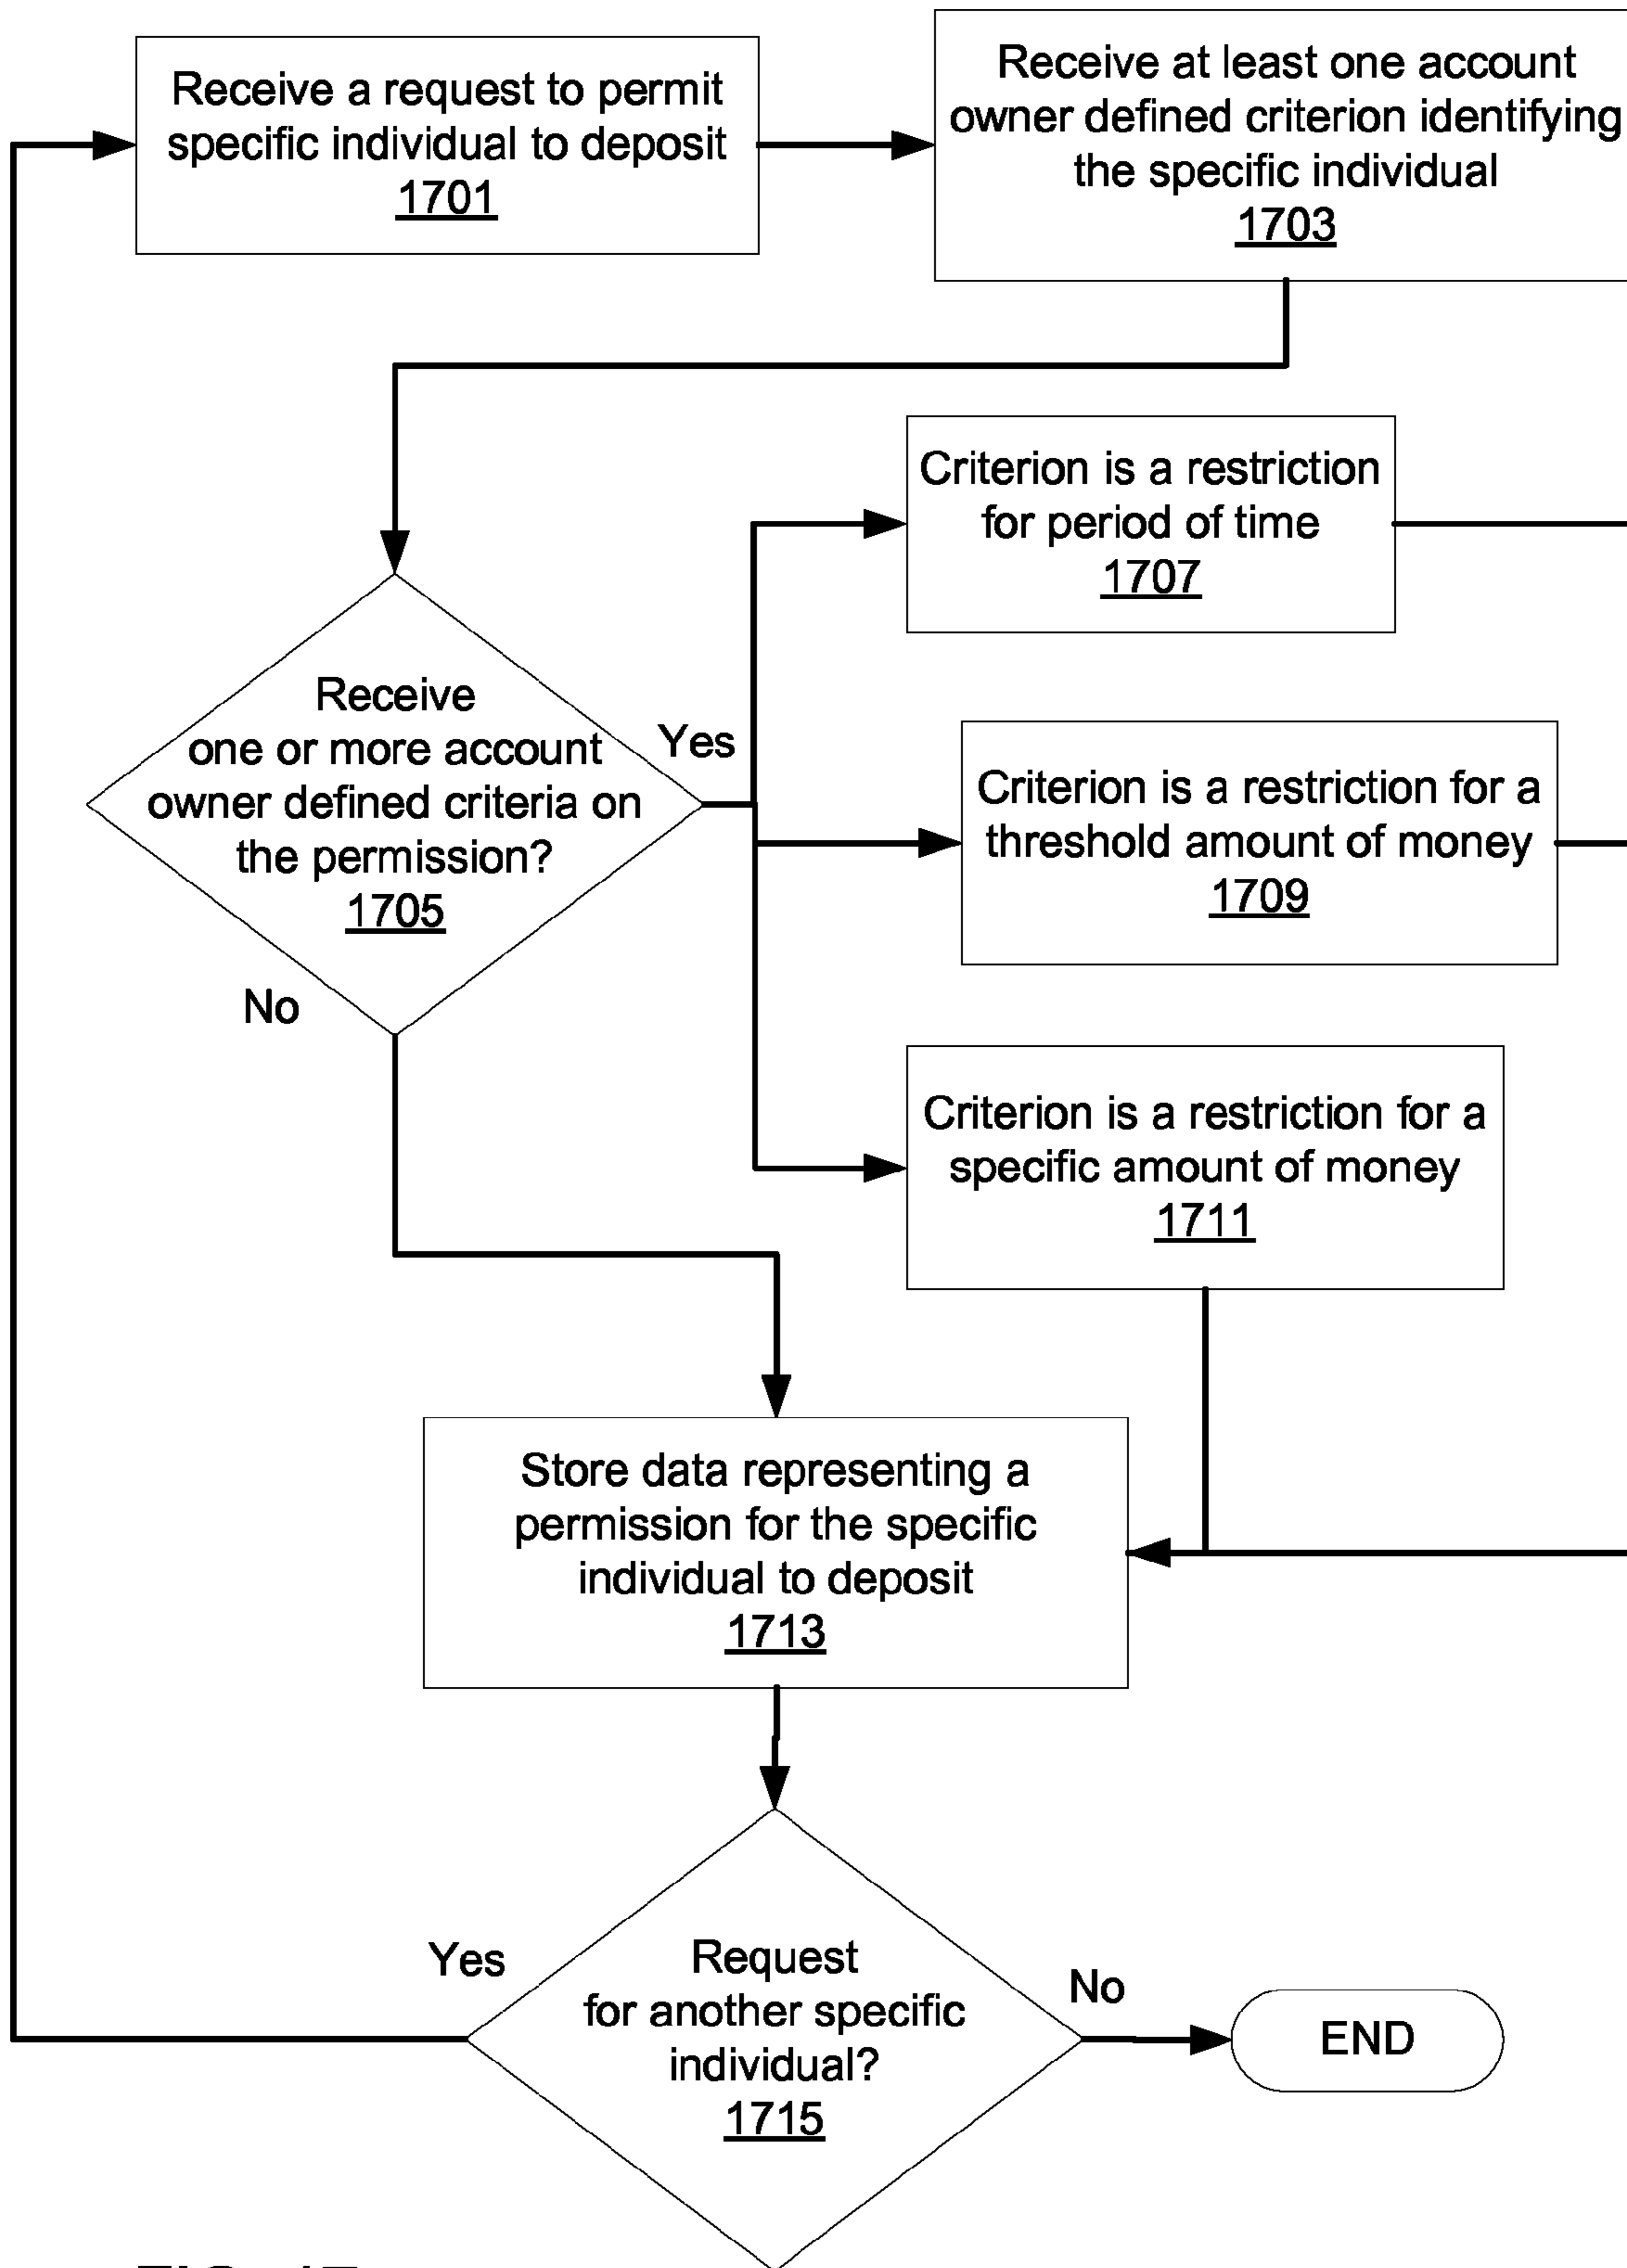 Receive a request to permit
specific individual to deposit
1701
Receive at least one account
owner defined criterion identifying
the specific individual
1703
Criterion is a restriction
for period of time
1707
Receive
one or more account
owner defined criteria on
the permission?
1705
Yes
No
Criterion is a restriction for a
threshold amount of money
1709
Criterion is a restriction for a
specific amount of money
1711
Store data representing a
permission for the specific
individual to deposit
1713
Request
for another specific
individual?
1715
Yes
No
END